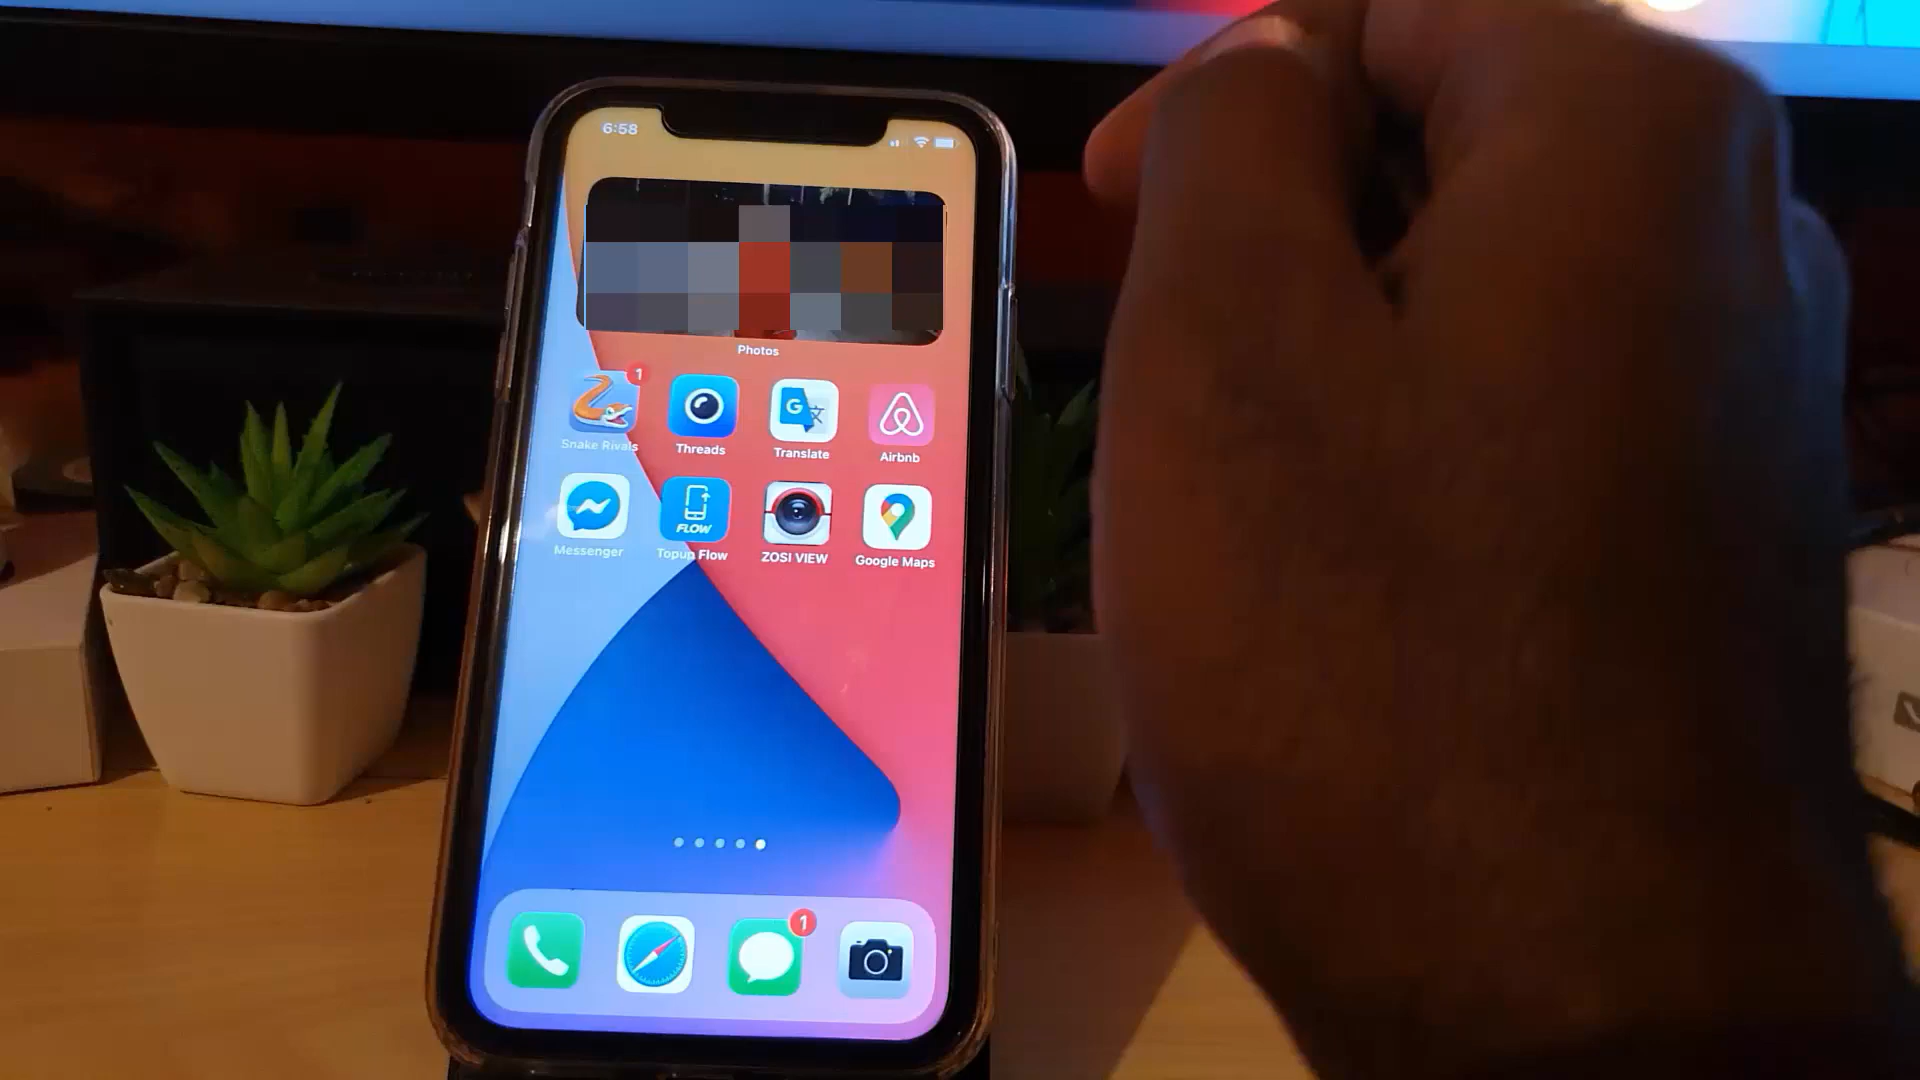 6:58
Photos
1
Snake Rivals
Threads
G
Translate
Airbnb
FLOW
Messenger
Topup Flow
ZOSI VIEW
Google Maps
1